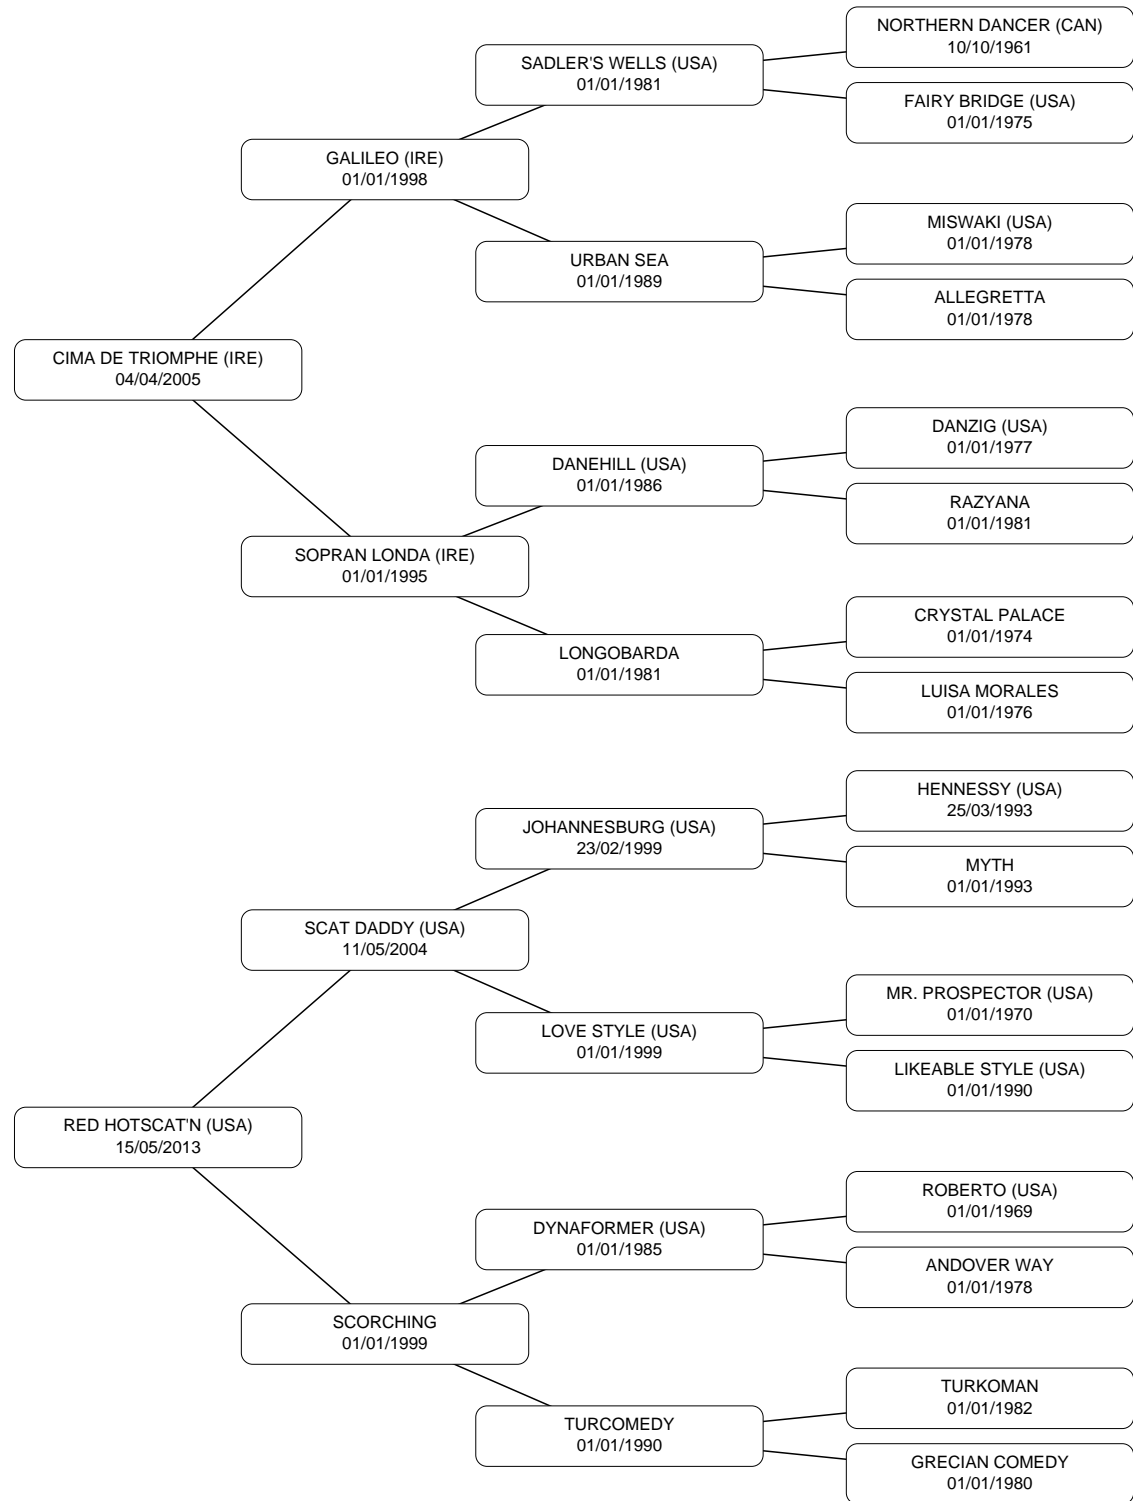 NORTHERN DANCER (CAN)
10/10/1961
SADLER'S WELLS (USA)
01/01/1981
FAIRY BRIDGE (USA)
01/01/1975
GALILEO (IRE)
01/01/1998
MISWAKI (USA)
01/01/1978
URBAN SEA
01/01/1989
ALLEGRETTA
01/01/1978
CIMA DE TRIOMPHE (IRE)
04/04/2005
DANZIG (USA)
01/01/1977
DANEHILL (USA)
01/01/1986
RAZYANA
01/01/1981
SOPRAN LONDA (IRE)
01/01/1995
CRYSTAL PALACE
01/01/1974
LONGOBARDA
01/01/1981
LUISA MORALES
01/01/1976
HENNESSY (USA)
25/03/1993
JOHANNESBURG (USA)
23/02/1999
MYTH
01/01/1993
SCAT DADDY (USA)
11/05/2004
MR. PROSPECTOR (USA)
01/01/1970
LOVE STYLE (USA)
01/01/1999
LIKEABLE STYLE (USA)
01/01/1990
RED HOTSCAT'N (USA)
15/05/2013
ROBERTO (USA)
01/01/1969
DYNAFORMER (USA)
01/01/1985
ANDOVER WAY
01/01/1978
SCORCHING
01/01/1999
TURKOMAN
01/01/1982
TURCOMEDY
01/01/1990
GRECIAN COMEDY
01/01/1980